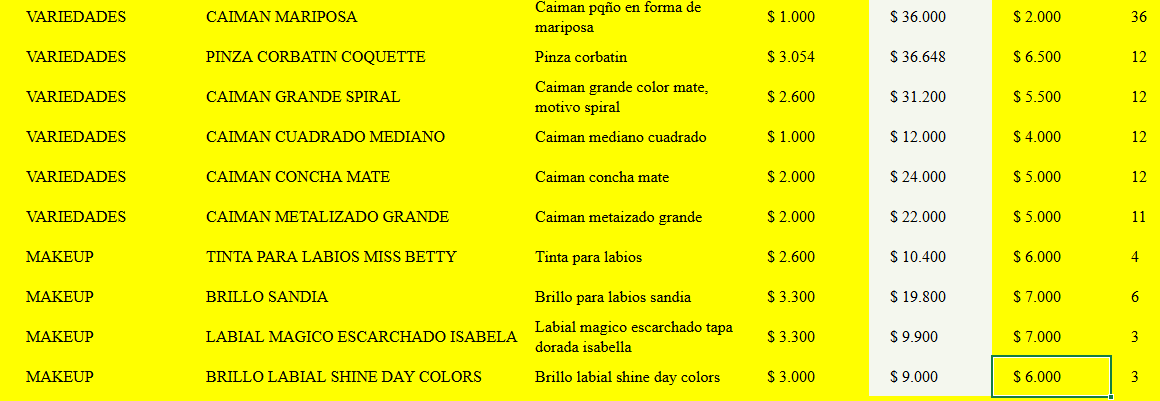 VARIEDADES CAIMAN MARIPOSA Caiman pqño en forma de mariposa $ 1.000 $ 36.000 $ 2.000 36
VARIEDADES PINZA CORBATIN COQUETTE Pinza corbatin $ 3.054 $ 36.648 $ 6.500 12
VARIEDADES CAIMAN GRANDE SPIRAL Caiman grande color mate, motivo spiral $ 2.600 $ 31.200 $ 5.500 12
VARIEDADES CAIMAN CUADRADO MEDIANO Caiman mediano cuadrado $ 1.000 $ 12.000 $ 4.000 12
VARIEDADES CAIMAN CONCHA MATE Caiman concha mate $ 2.000 $ 24.000 $ 5.000 12
VARIEDADES CAIMAN METALIZADO GRANDE Caiman metaizado grande $ 2.000 $ 22.000 $ 5.000 11
MAKEUP TINTA PARA LABIOS MISS BETTY Tinta para labios $ 2.600 $ 10.400 $ 6.000 4
MAKEUP BRILLO SANDIA Brillo para labios sandia $ 3.300 $ 19.800 $ 7.000 6
MAKEUP LABIAL MAGICO ESCARCHADO ISABELA Labial magico escarchado tapa dorada isabella $ 3.300 $ 9.900 $ 7.000 3
MAKEUP BRILLO LABIAL SHINE DAY COLORS Brillo labial shine day colors $ 3.000 $ 9.000 $ 6.000 3